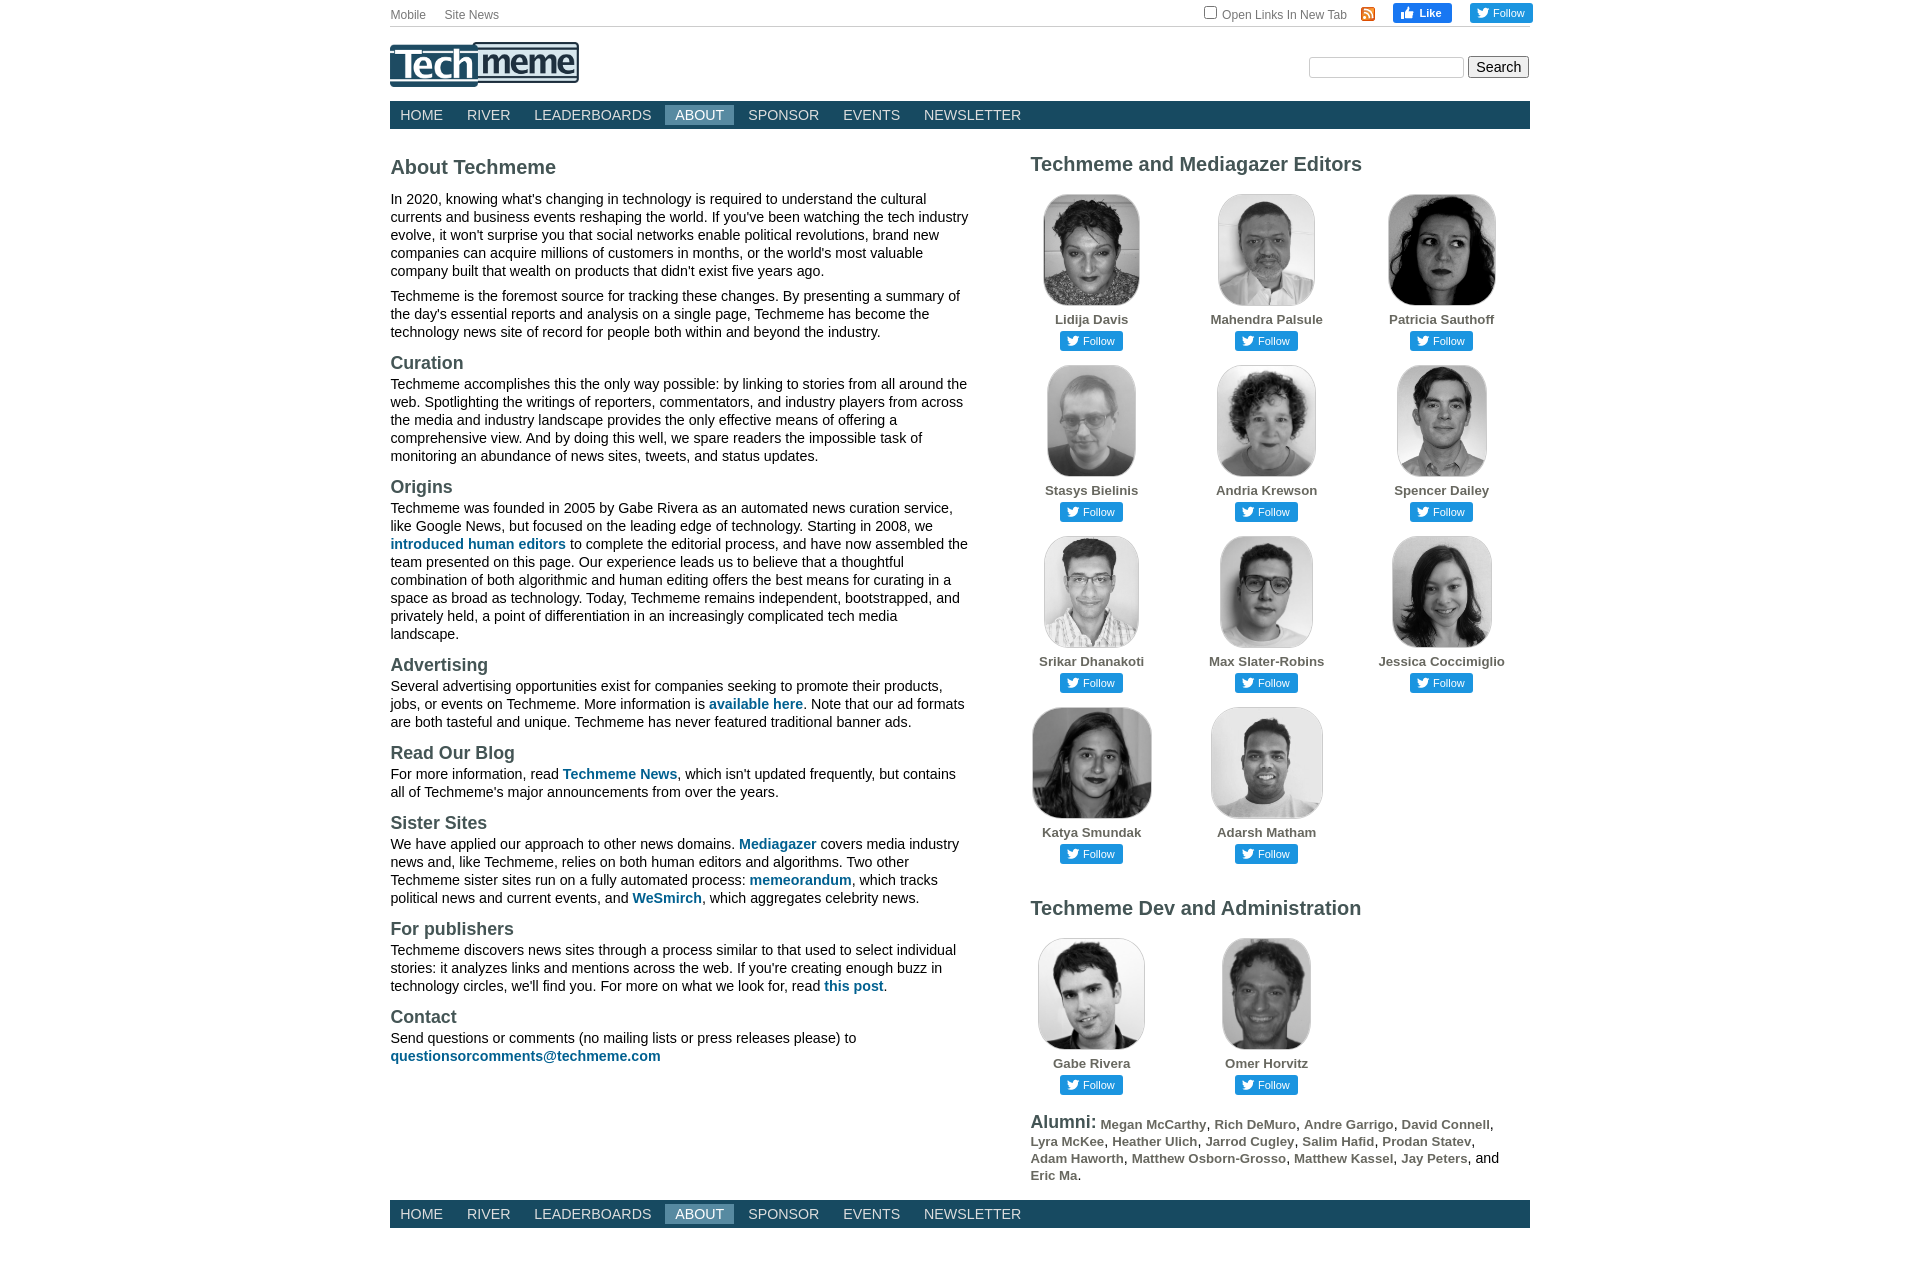 Mobile Site News Open Links In New Tab Like Follow
Techmeme
Search
HOME RIVER LEADERBOARDS ABOUT SPONSOR EVENTS NEWSLETTER
About Techmeme
In 2020, knowing what's changing in technology is required to understand the cultural
currents and business events reshaping the world. If you've been watching the tech industry
evolve, it won't surprise you that social networks enable political revolutions, brand new
companies can acquire millions of customers in months, or the world's most valuable
company built that wealth on products that didn't exist five years ago.
Techmeme is the foremost source for tracking these changes. By presenting a summary of
the day's essential reports and analysis on a single page, Techmeme has become the
technology news site of record for people both within and beyond the industry.
Curation
Techmeme accomplishes this the only way possible: by linking to stories from all around the
web. Spotlighting the writings of reporters, commentators, and industry players from across
the media and industry landscape provides the only effective means of offering a
comprehensive view. And by doing this well, we spare readers the impossible task of
monitoring an abundance of news sites, tweets, and status updates.
Origins
Techmeme was founded in 2005 by Gabe Rivera as an automated news curation service,
like Google News, but focused on the leading edge of technology. Starting in 2008, we
introduced human editors to complete the editorial process, and have now assembled the
team presented on this page. Our experience leads us to believe that a thoughtful
combination of both algorithmic and human editing offers the best means for curating in a
space as broad as technology. Today, Techmeme remains independent, bootstrapped, and
privately held, a point of differentiation in an increasingly complicated tech media
landscape.
Advertising
Several advertising opportunities exist for companies seeking to promote their products,
jobs, or events on Techmeme. More information is available here. Note that our ad formats
are both tasteful and unique. Techmeme has never featured traditional banner ads.
Read Our Blog
For more information, read Techmeme News, which isn't updated frequently, but contains
all of Techmeme's major announcements from over the years.
Sister Sites
We have applied our approach to other news domains. Mediagazer covers media industry
news and, like Techmeme, relies on both human editors and algorithms. Two other
Techmeme sister sites run on a fully automated process: memeorandum, which tracks
political news and current events, and WeSmirch, which aggregates celebrity news.
For publishers
Techmeme discovers news sites through a process similar to that used to select individual
stories: it analyzes links and mentions across the web. If you're creating enough buzz in
technology circles, we'll find you. For more on what we look for, read this post.
Contact
Send questions or comments (no mailing lists or press releases please) to
questionsorcomments@techmeme.com
Techmeme and Mediagazer Editors
Lidija Davis Mahendra Palsule Patricia Sauthoff
Follow Follow Follow
Stasys Bielinis Andria Krewson Spencer Dailey
Follow Follow Follow
Srikar Dhanakoti Max Slater-Robins Jessica Coccimiglio
Follow Follow Follow
Katya Smundak Adarsh Matham
Follow Follow
Techmeme Dev and Administration
Gabe Rivera Omer Horvitz
Follow Follow
Alumni: Megan McCarthy, Rich DeMuro, Andre Garrigo, David Connell,
Lyra McKee, Heather Ulich, Jarrod Cugley, Salim Hafid, Prodan Statev,
Adam Haworth, Matthew Osborn-Grosso, Matthew Kassel, Jay Peters, and
Eric Ma.
HOME RIVER LEADERBOARDS ABOUT SPONSOR EVENTS NEWSLETTER